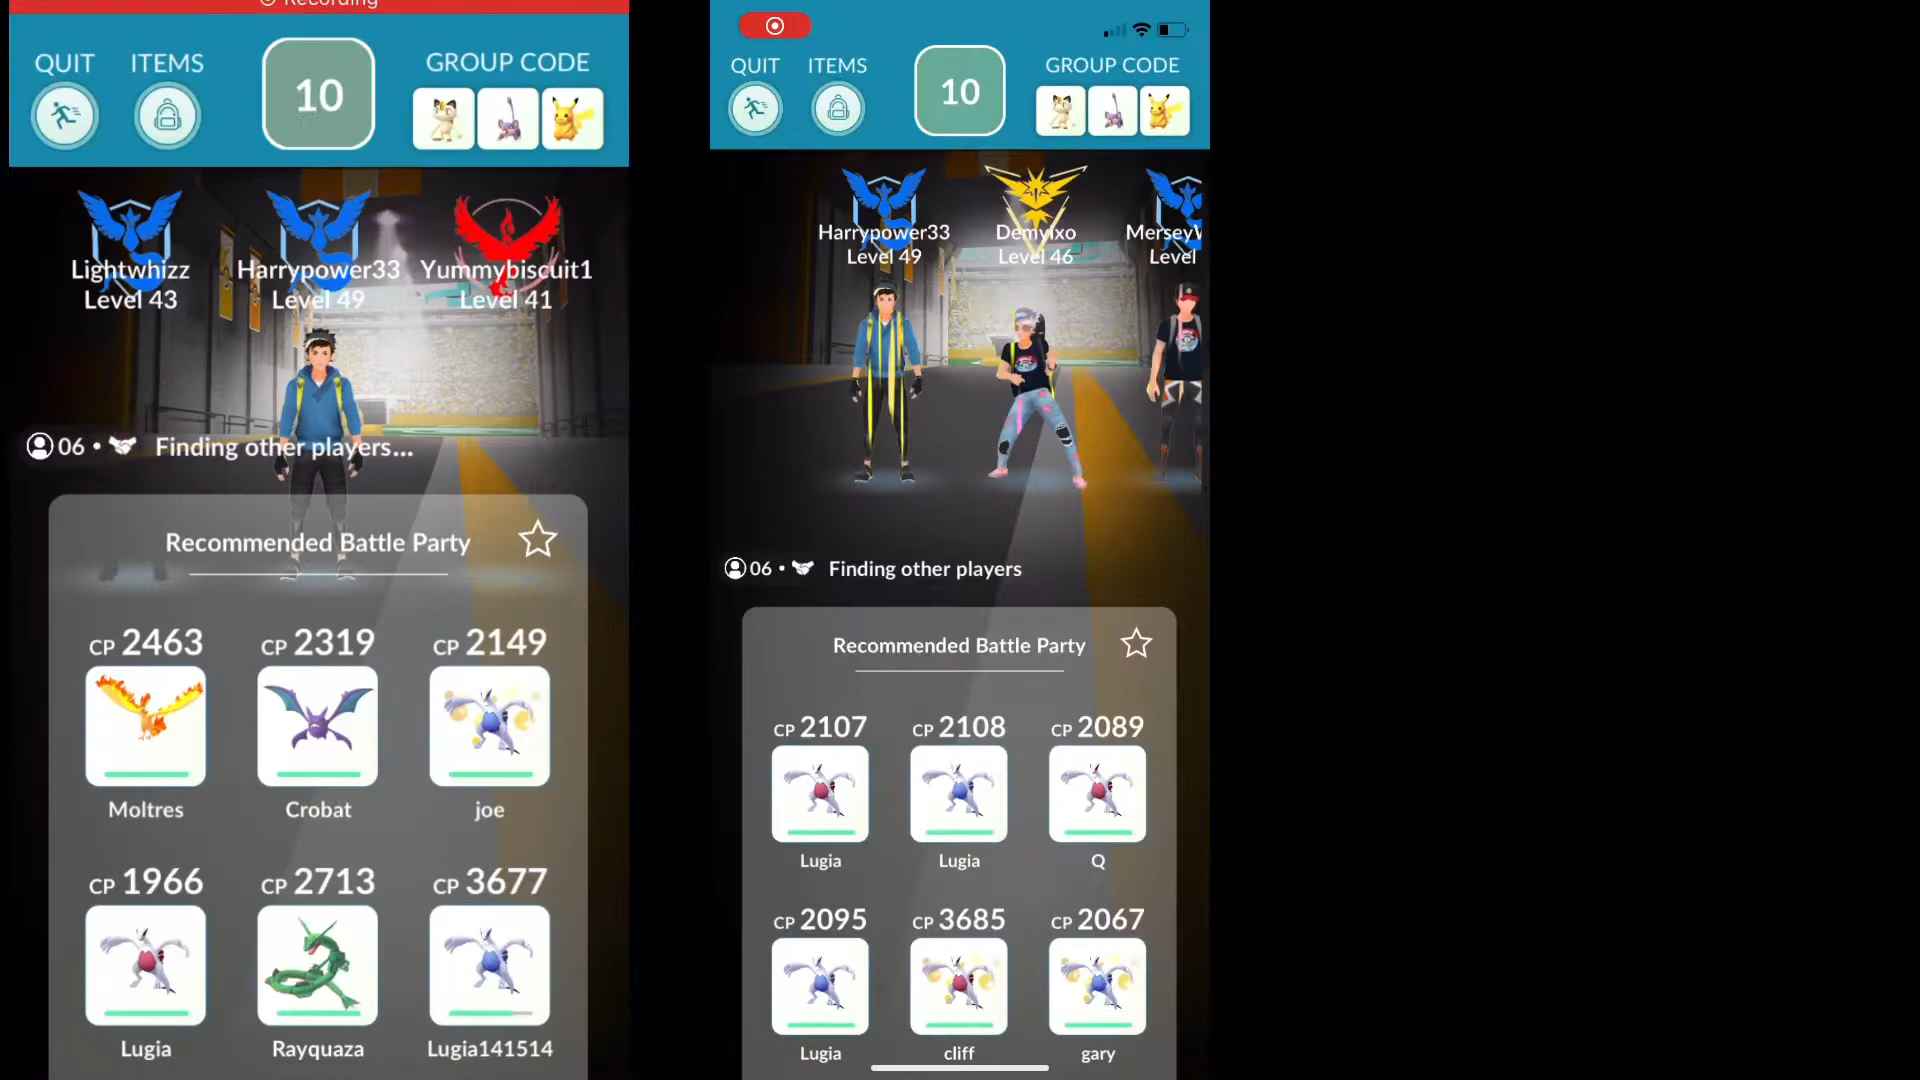 Recording
QUIT ITEMS
10
GROUP CODE
Lightwhizz
Level 43
Harrypower33
Level 49
Yummybiscuit1
Level 41
06 • Finding other players...
Recommended Battle Party
CP 2463 CP 2319 CP 2149
Moltres Crobat joe
CP 1966 CP 2713 CP 3677
Lugia Rayquaza Lugia141514
QUIT ITEMS
10
GROUP CODE
Harrypower33
Level 49
Demylxo
Level 46
Mersey
Level
06 • Finding other players
Recommended Battle Party
CP 2107 CP 2108 CP 2089
Lugia Lugia Q
CP 2095 CP 3685 CP 2067
Lugia cliff gary